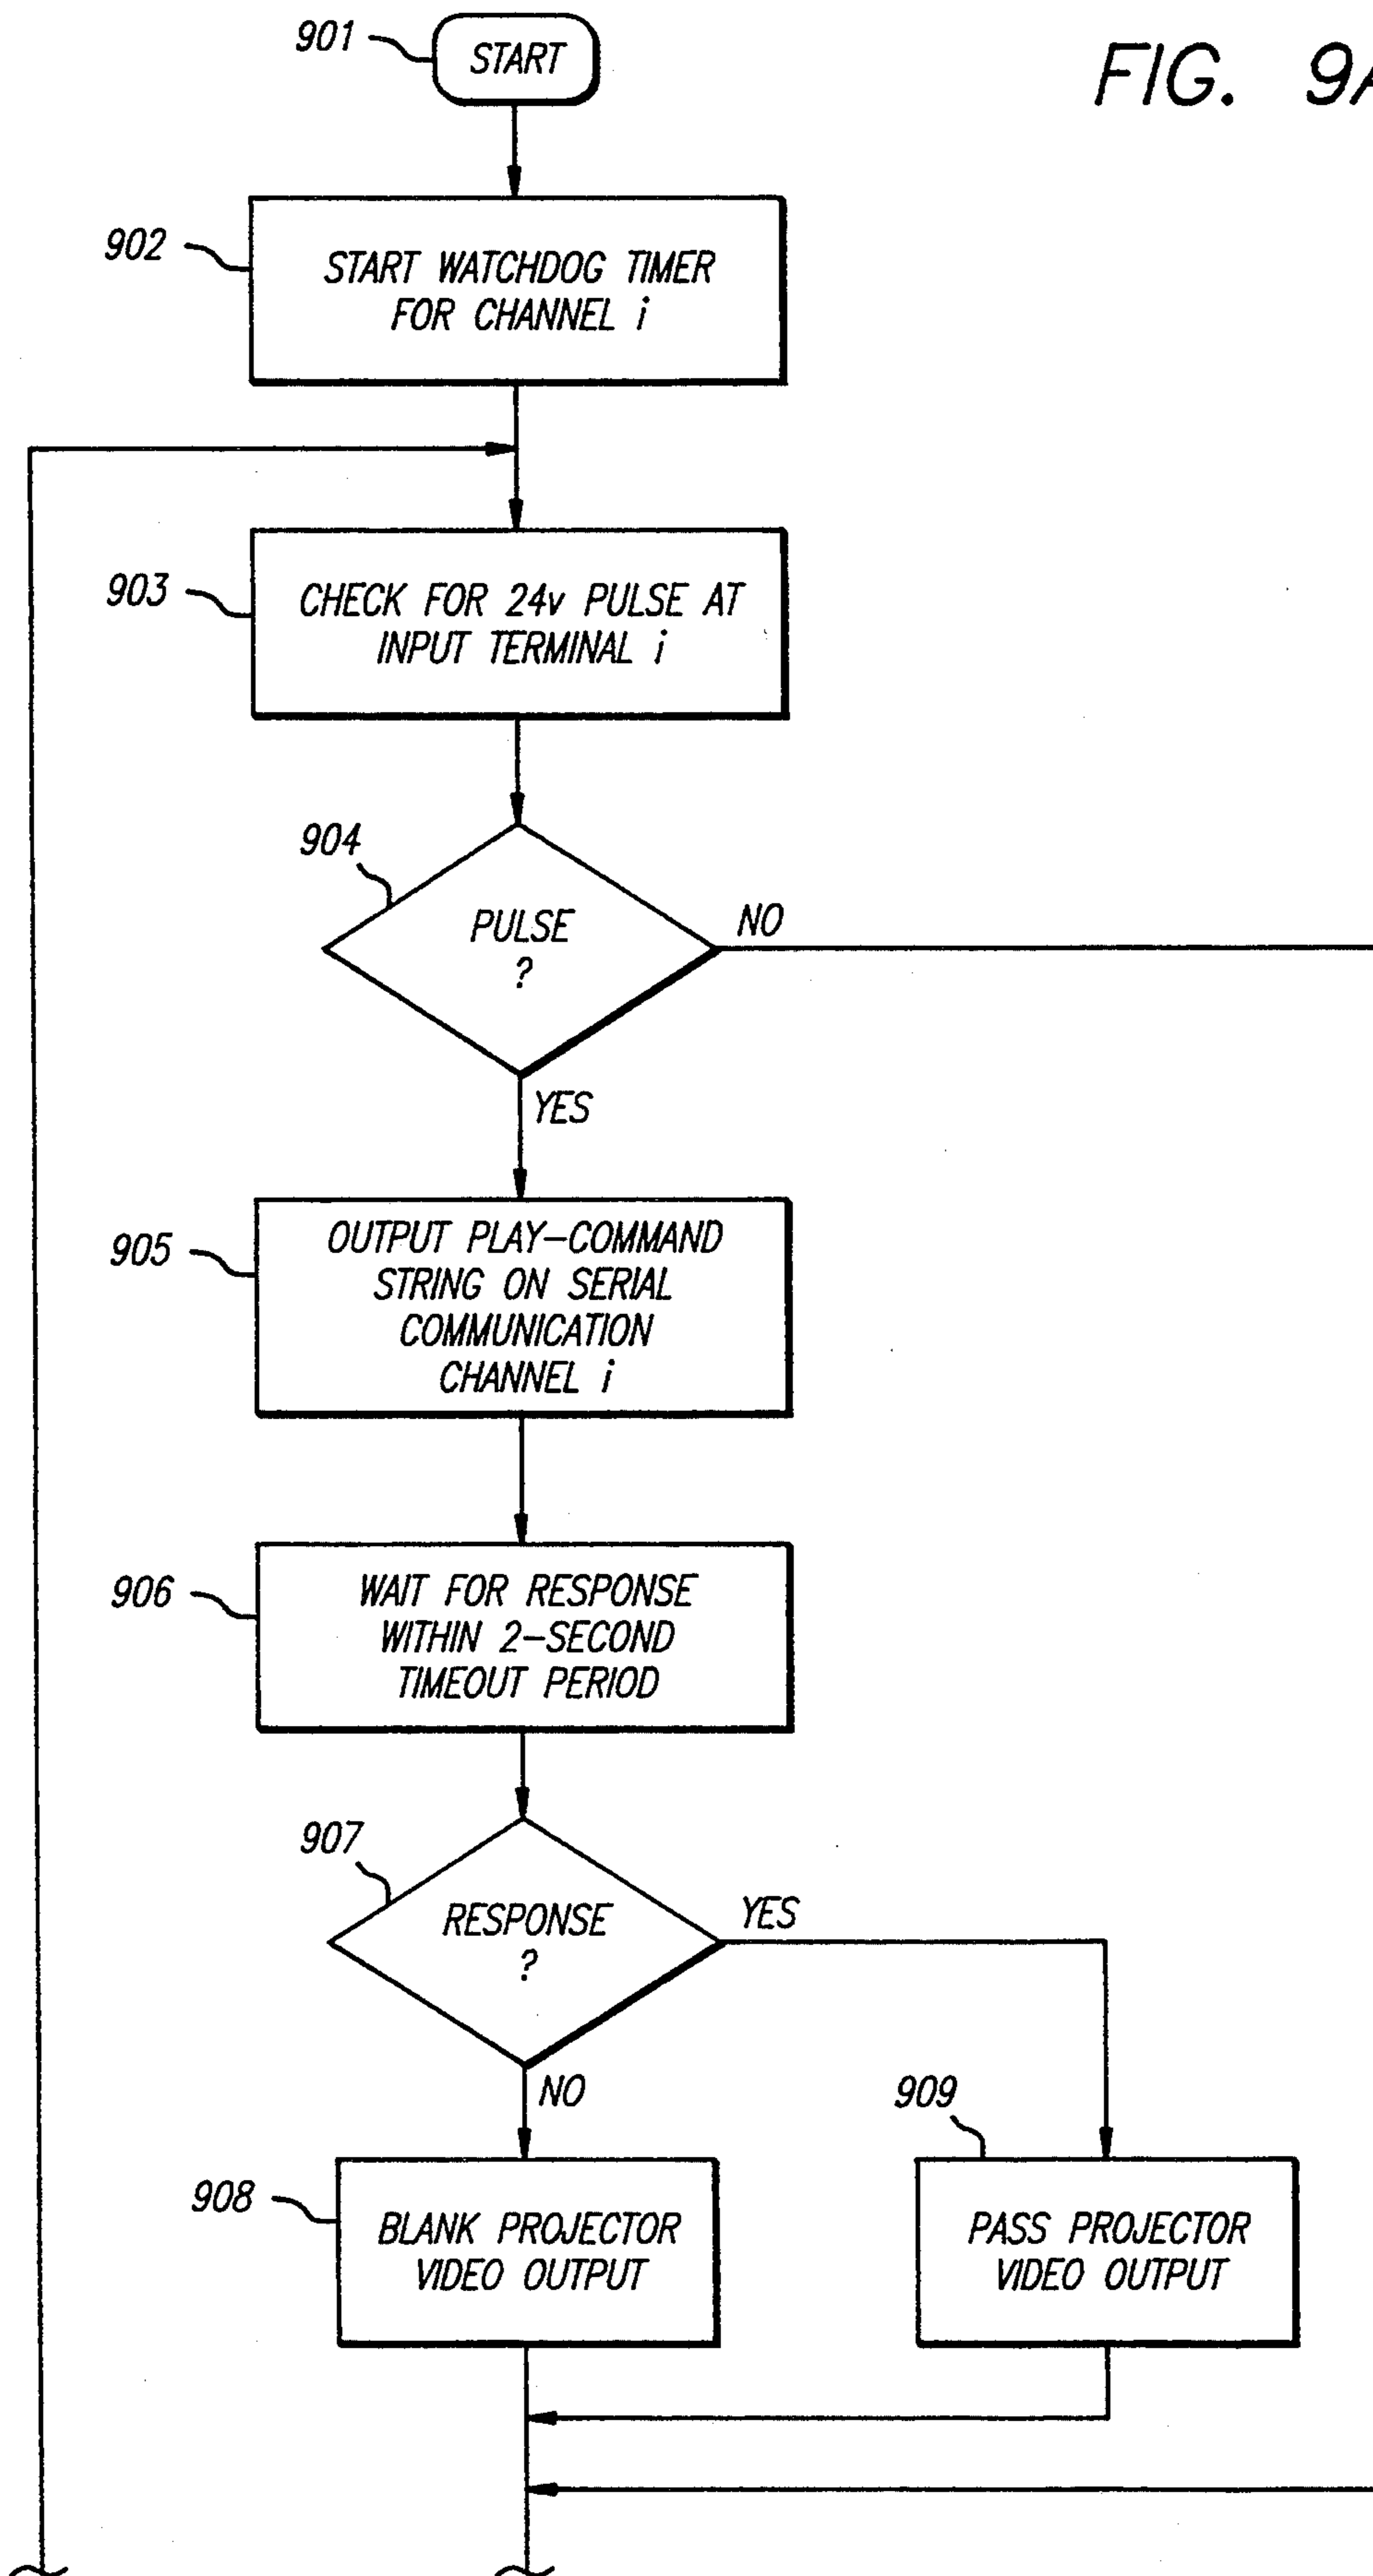 FIG. 9A
901
START
902
START WATCHDOG TIMER
FOR CHANNEL i
903
CHECK FOR 24v PULSE AT
INPUT TERMINAL i
904
PULSE
?
NO
YES
905
OUTPUT PLAY-COMMAND
STRING ON SERIAL
COMMUNICATION
CHANNEL i
906
WAIT FOR RESPONSE
WITHIN 2-SECOND
TIMEOUT PERIOD
907
RESPONSE
?
YES
NO
908
BLANK PROJECTOR
VIDEO OUTPUT
909
PASS PROJECTOR
VIDEO OUTPUT